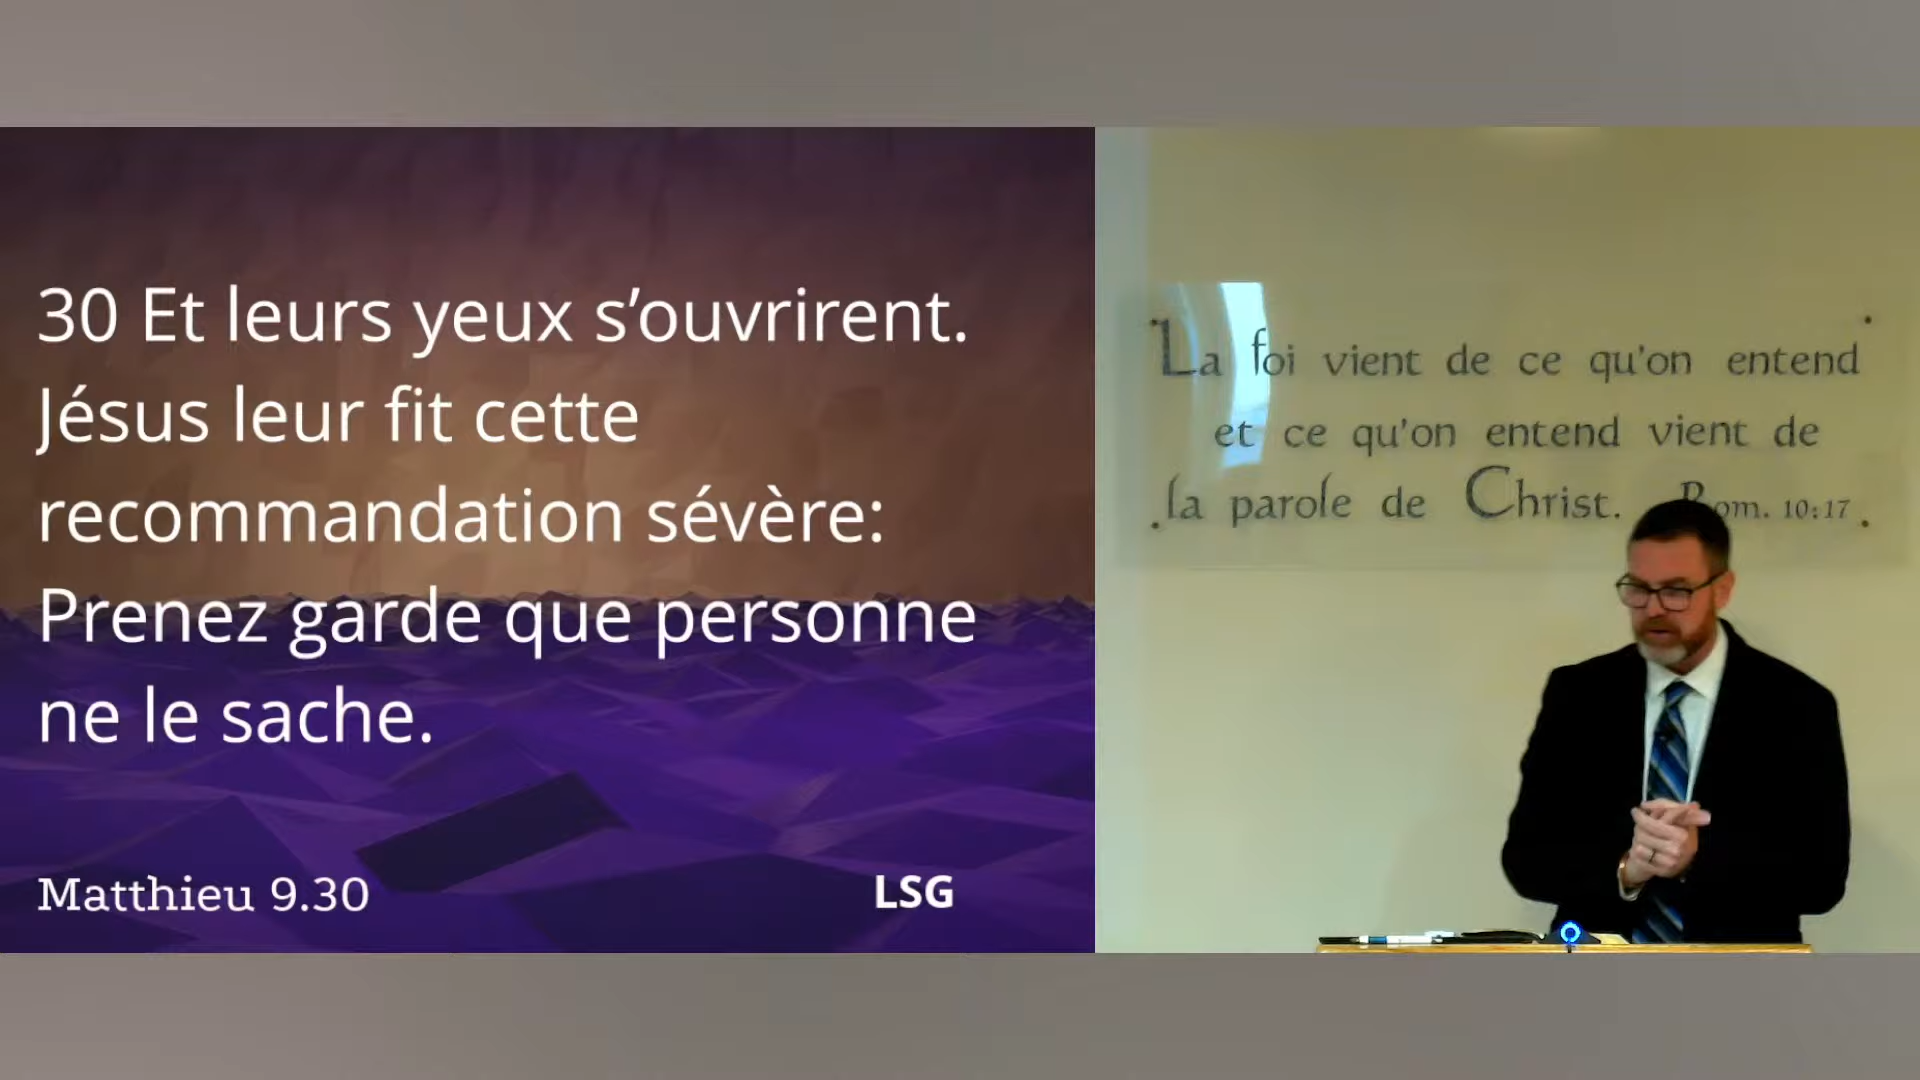 30 Et leurs yeux s’ouvrirent.
Jésus leur fit cette
recommandation sévère:
Prenez garde que personne
ne le sache.
Matthieu 9.30
LSG
La foi vient de ce qu'on entend
et ce qu'on entend vient de
la parole de Christ. Rom. 10:17